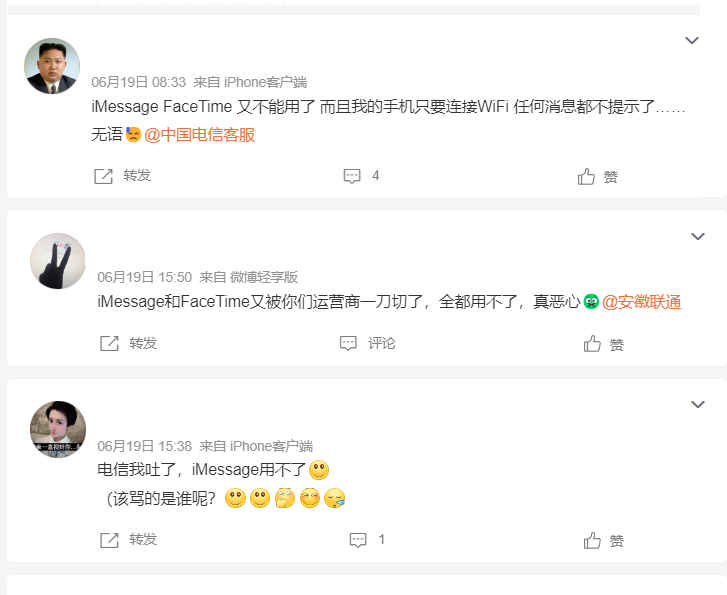 06月19日 08:33 来自 iPhone客户端
iMessage FaceTime 又不能用了 而且我的手机只要连接WiFi 任何消息都不提示了……
无语@中国电信客服
转发 4 赞
06月19日 15:50 来自 微博轻享版
iMessage和FaceTime又被你们运营商一刀切了，全都用不了，真恶心@安徽联通
转发 评论 赞
06月19日 15:38 来自 iPhone客户端
电信我吐了，iMessage用不了
（该骂的是谁呢？
转发 1 赞